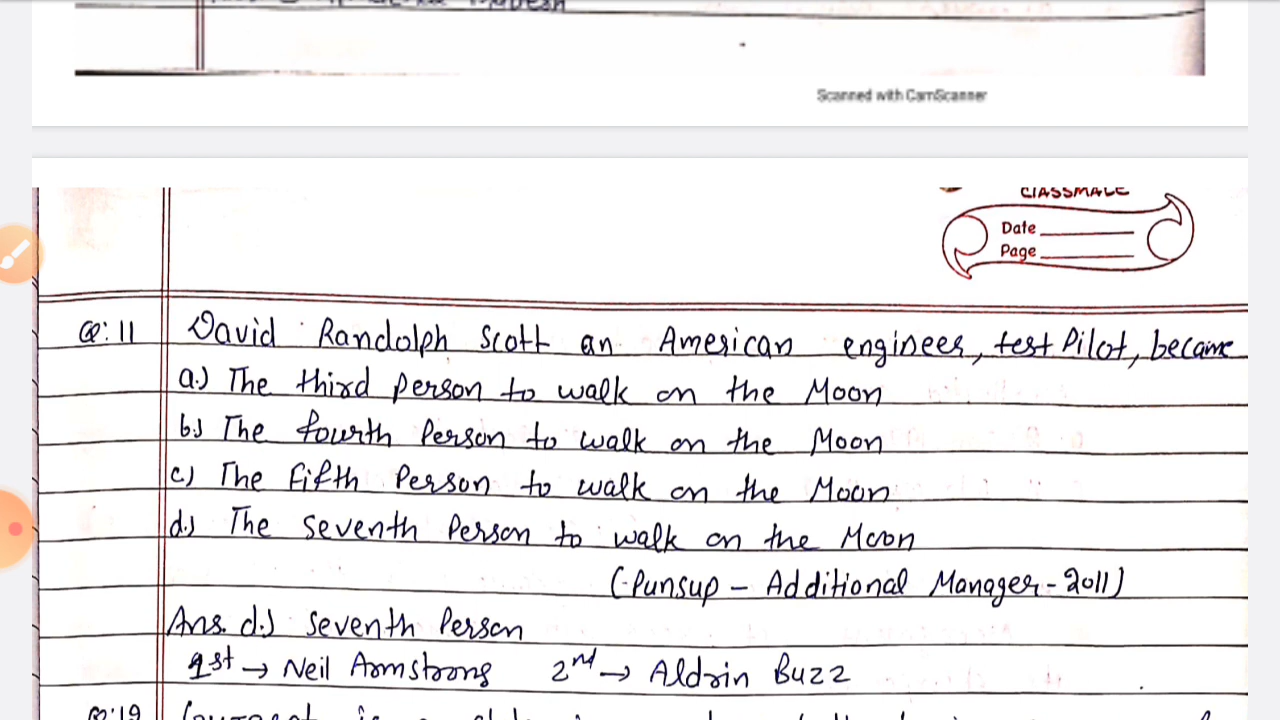 Scanned with CamScanner
classmate
Date
Page
Q:11 David Randolph Scott an American engineer, test Pilot, became
a.) The third person to walk on the Moon
b.) The fourth Person to walk on the Moon
c.) The Fifth Person to walk on the Moon
d.) The Seventh Person to walk on the Moon
(Punsup - Additional Manager - 2011)
Ans. d.) Seventh Person
1st → Neil Armstrong 2nd → Aldrin Buzz